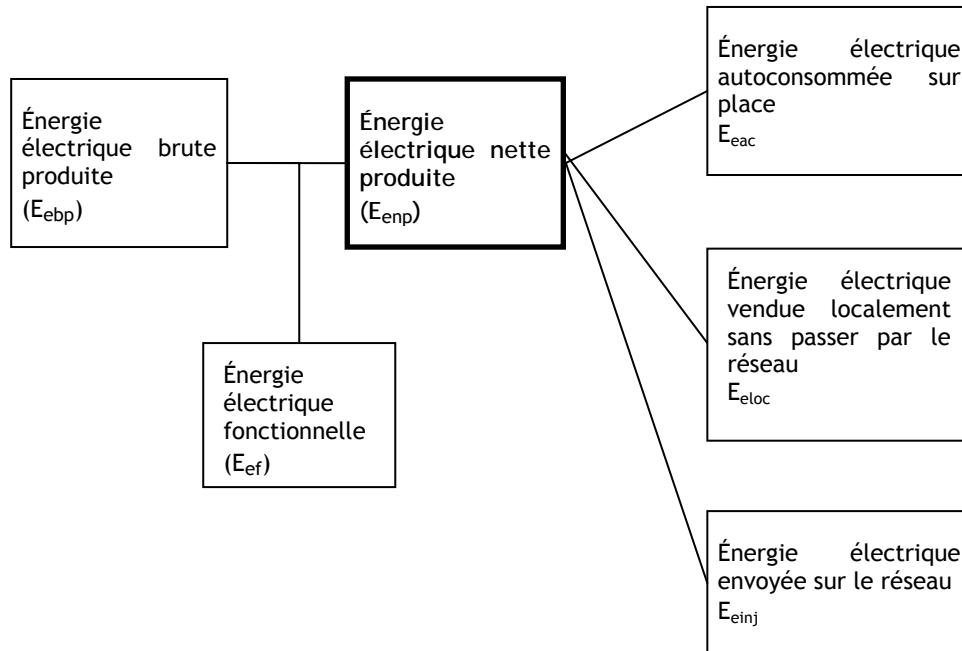 Énergie
électrique brute
produite
(Eebp)
Énergie
électrique nette
produite
(Eenp)
Énergie
électrique
fonctionnelle
(Eef)
Énergie électrique
autoconsommée sur
place
Eeac
Énergie électrique
vendue localement
sans passer par le
réseau
Eeloc
Énergie électrique
envoyée sur le réseau
Eeinj